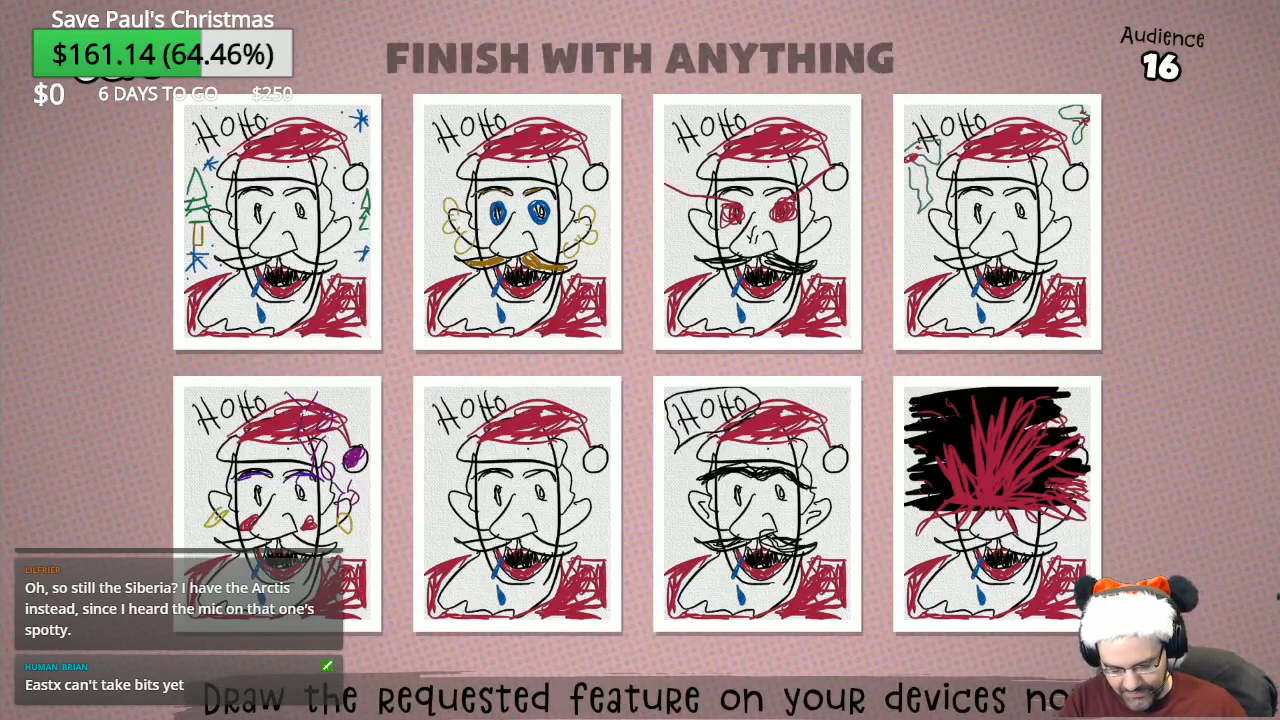 Save Paul's Christmas
$161.14 (64.46%)
$0 6 DAYS TO GO $250
FINISH WITH ANYTHING
Audience
16
HOHO
HOHO
HOHO
HOHO
HOHO
HOHO
HOHO
LILFRIER
Oh, so still the Siberia? I have the Arctis
instead, since I heard the mic on that one's
spotty.
HUMAN_BRIAN
Eastx can't take bits yet
Draw the requested feature on your devices no